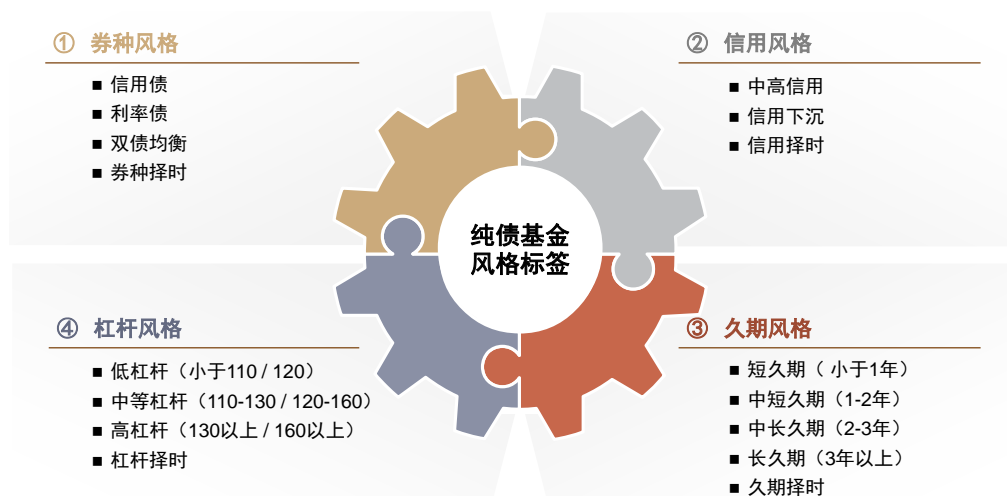 ① 券种风格
■ 信用债
■ 利率债
■ 双债均衡
■ 券种择时
② 信用风格
■ 中高信用
■ 信用下沉
■ 信用择时
纯债基金
风格标签
④ 杠杆风格
■ 低杠杆（小于110 / 120）
■ 中等杠杆（110-130 / 120-160）
■ 高杠杆（130以上 / 160以上）
■ 杠杆择时
③ 久期风格
■ 短久期（ 小于1年）
■ 中短久期（1-2年）
■ 中长久期（2-3年）
■ 长久期（3年以上）
■ 久期择时